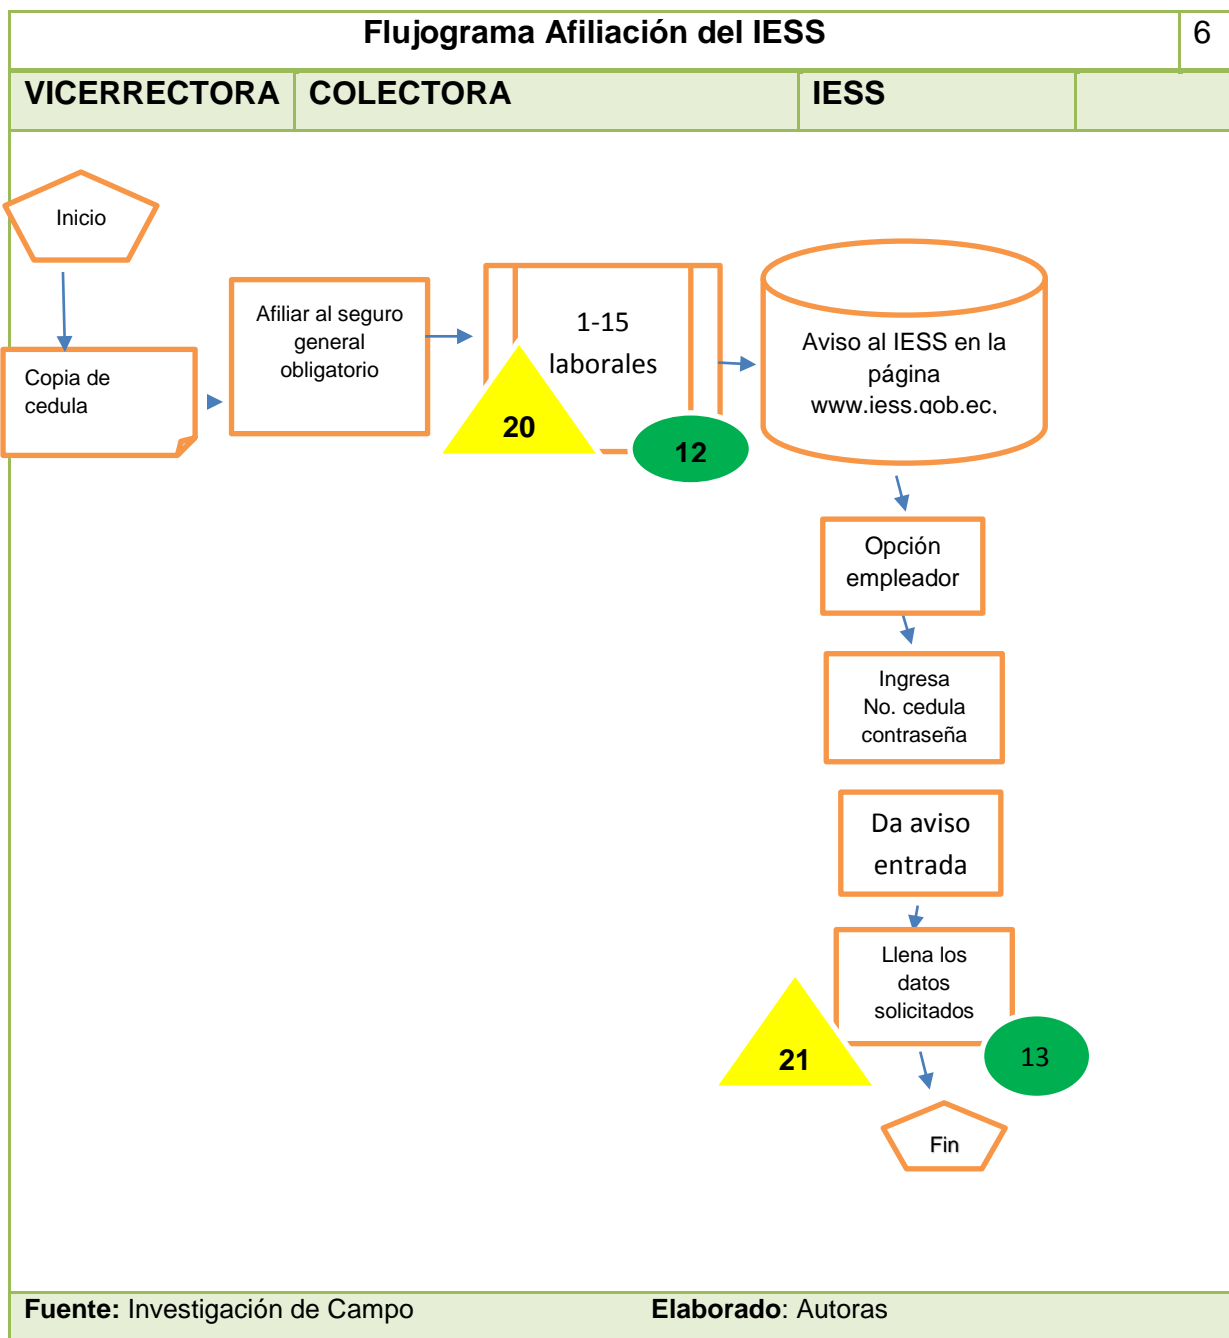 Flujograma Afiliación del IESS
6
VICERRECTORA
COLECTORA
IESS
Inicio
Copia de
cedula
Afiliar al seguro
general
obligatorio
1-15
laborales
20
12
Aviso al IESS en la
página
www.iess.gob.ec.
Opción
empleador
Ingresa
No. cedula
contraseña
Da aviso
entrada
Llena los
datos
solicitados
21
13
Fin
Fuente: Investigación de Campo
Elaborado: Autoras